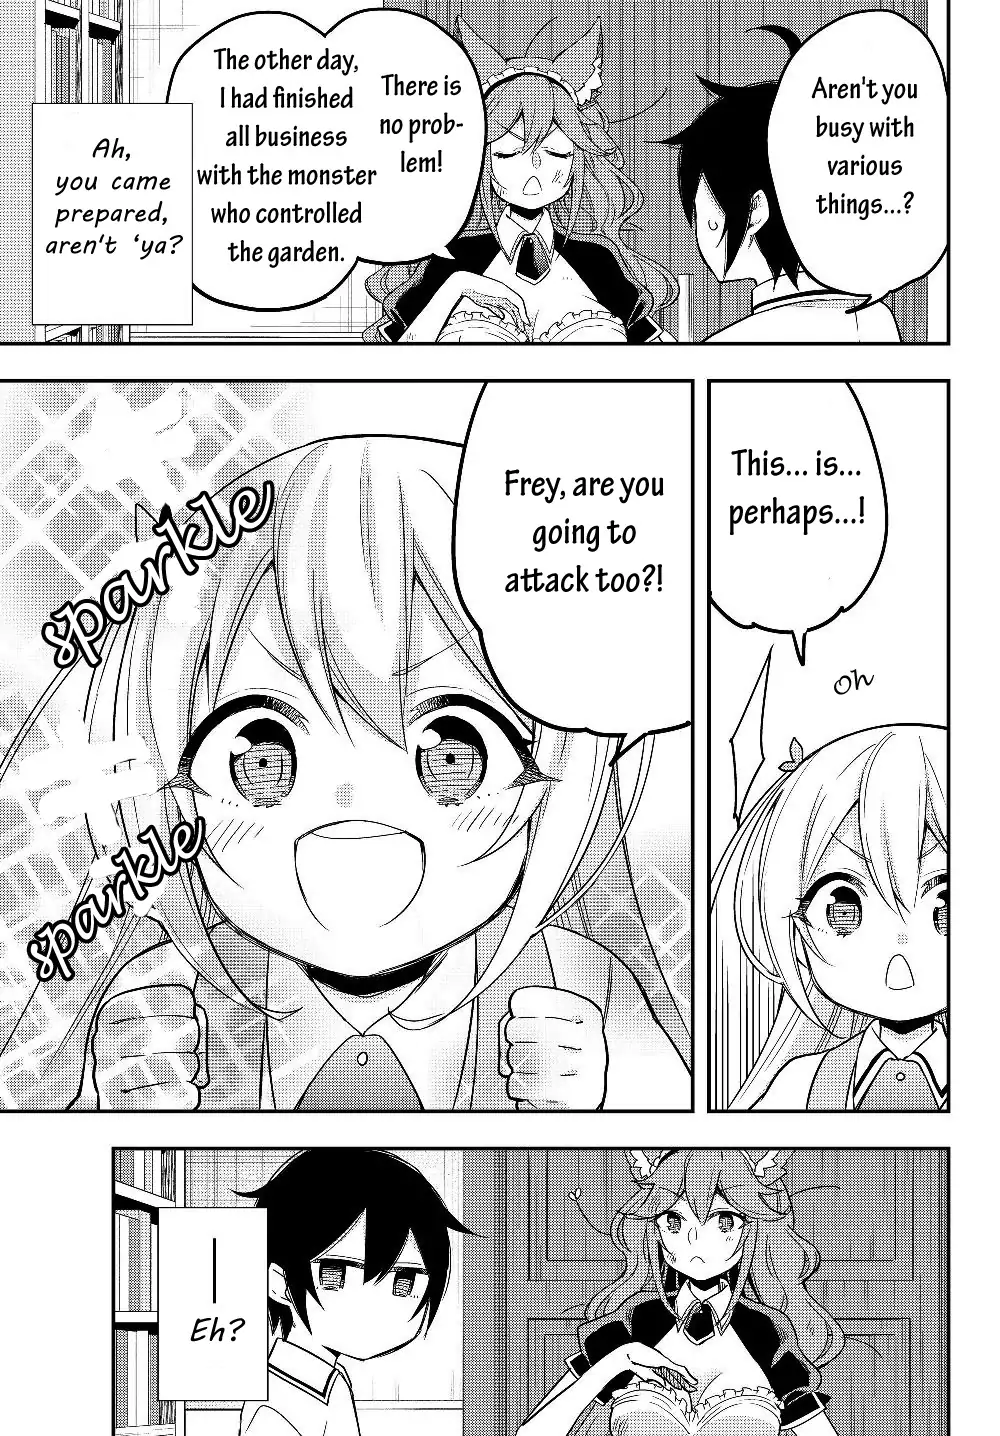 Aren't you
busy with
various
things...?
There is
no prob-
lem!
The other day,
I had finished
all business
with the monster
who controlled
the garden.
Ah,
you came
prepared,
aren't 'ya?
This... is...
perhaps...!
Oh
Frey, are you
going to
attack too?!
sparkle
sparkle
—
Eh?